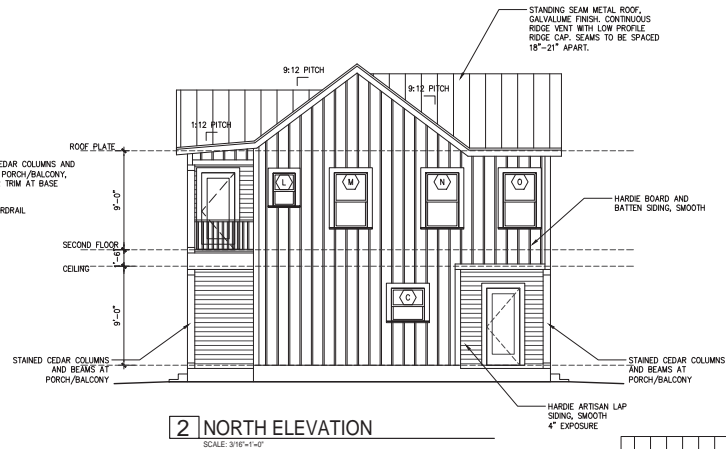 STANDING SEAM METAL ROOF,
GALVALUME FINISH. CONTINUOUS
RIDGE VENT WITH LOW PROFILE
RIDGE CAP. SEAMS TO BE SPACED
18"-21" APART.
9:12 PITCH
9:12 PITCH
1:12 PITCH
ROOF PLATE
EDAR COLUMNS AND
PORCH/BALCONY,
TRIM AT BASE
RDRAIL
9'-0"
L
M
N
O
HARDIE BOARD AND
BATTEN SIDING, SMOOTH
SECOND FLOOR
CEILING
C
9'-0"
STAINED CEDAR COLUMNS
AND BEAMS AT
PORCH/BALCONY
STAINED CEDAR COLUMNS
AND BEAMS AT
PORCH/BALCONY
HARDIE ARTISAN LAP
SIDING, SMOOTH
4" EXPOSURE
2 NORTH ELEVATION
SCALE: 3/16"=1'=0"